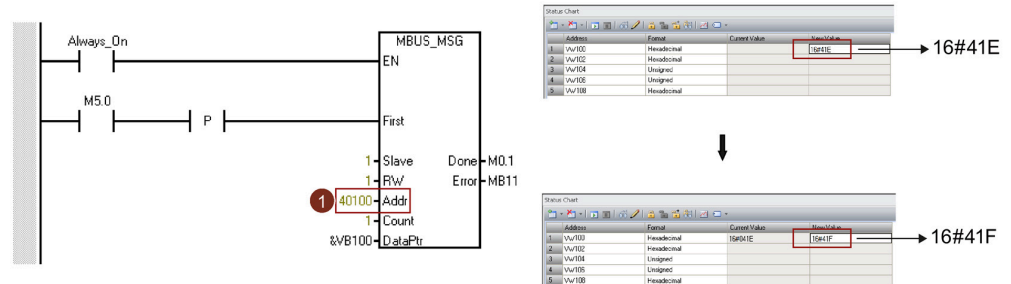 Always_On
MBUS_MSG
EN
M5.0
P
First
1 Slave Done M0.1
1 RW Error MB11
1 40100 Addr
1 Count
&VB100 DataPtr
Status Chart
Address Format Current Value New Value
1 VW100 Hexadecimal 16#41E
2 VW102 Hexadecimal
3 VW104 Unsigned
4 VW106 Unsigned
5 VW108 Hexadecimal
16#41E
Status Chart
Address Format Current Value New Value
1 VW100 Hexadecimal 16#041E 16#41F
2 VW102 Hexadecimal
3 VW104 Unsigned
4 VW106 Unsigned
5 VW108 Hexadecimal
16#41F